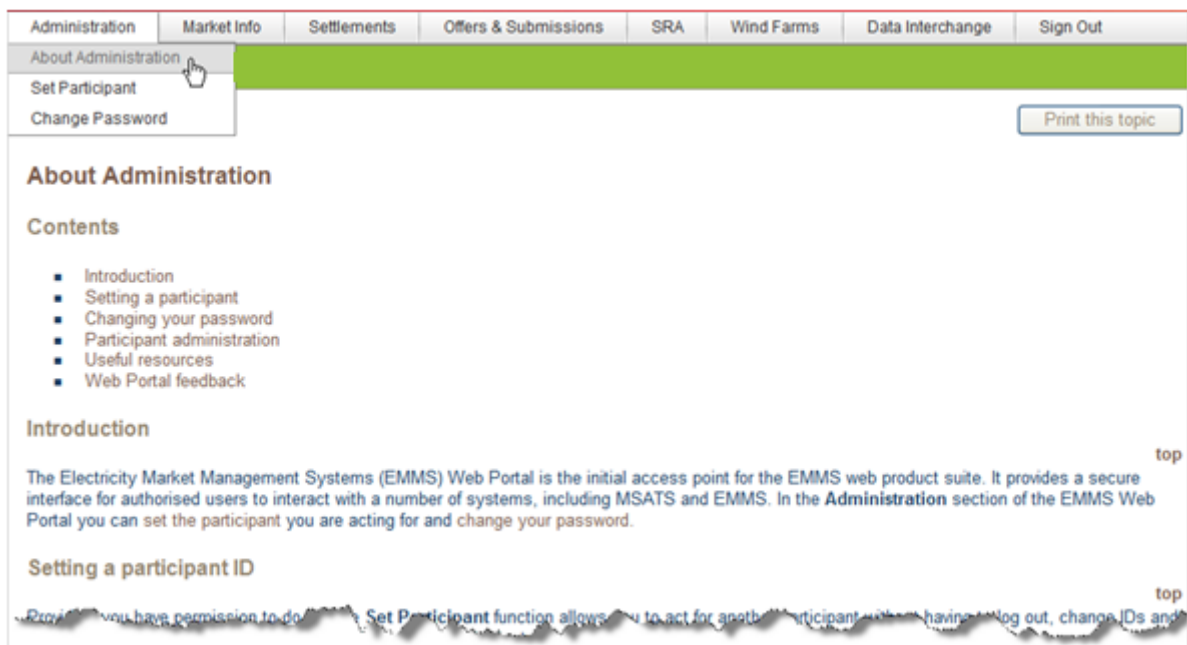 Administration Market Info Settlements Offers & Submissions SRA Wind Farms Data Interchange Sign Out
About Administration
Set Participant
Change Password
Print this topic
About Administration
Contents
Introduction
Setting a participant
Changing your password
Participant administration
Useful resources
Web Portal feedback
Introduction
top
The Electricity Market Management Systems (EMMS) Web Portal is the initial access point for the EMMS web product suite. It provides a secure
interface for authorised users to interact with a number of systems, including MSATS and EMMS. In the Administration section of the EMMS Web
Portal you can set the participant you are acting for and change your password.
Setting a participant ID
top
you have permission to do Set Participant function allows to act for participant having log out, change IDs and